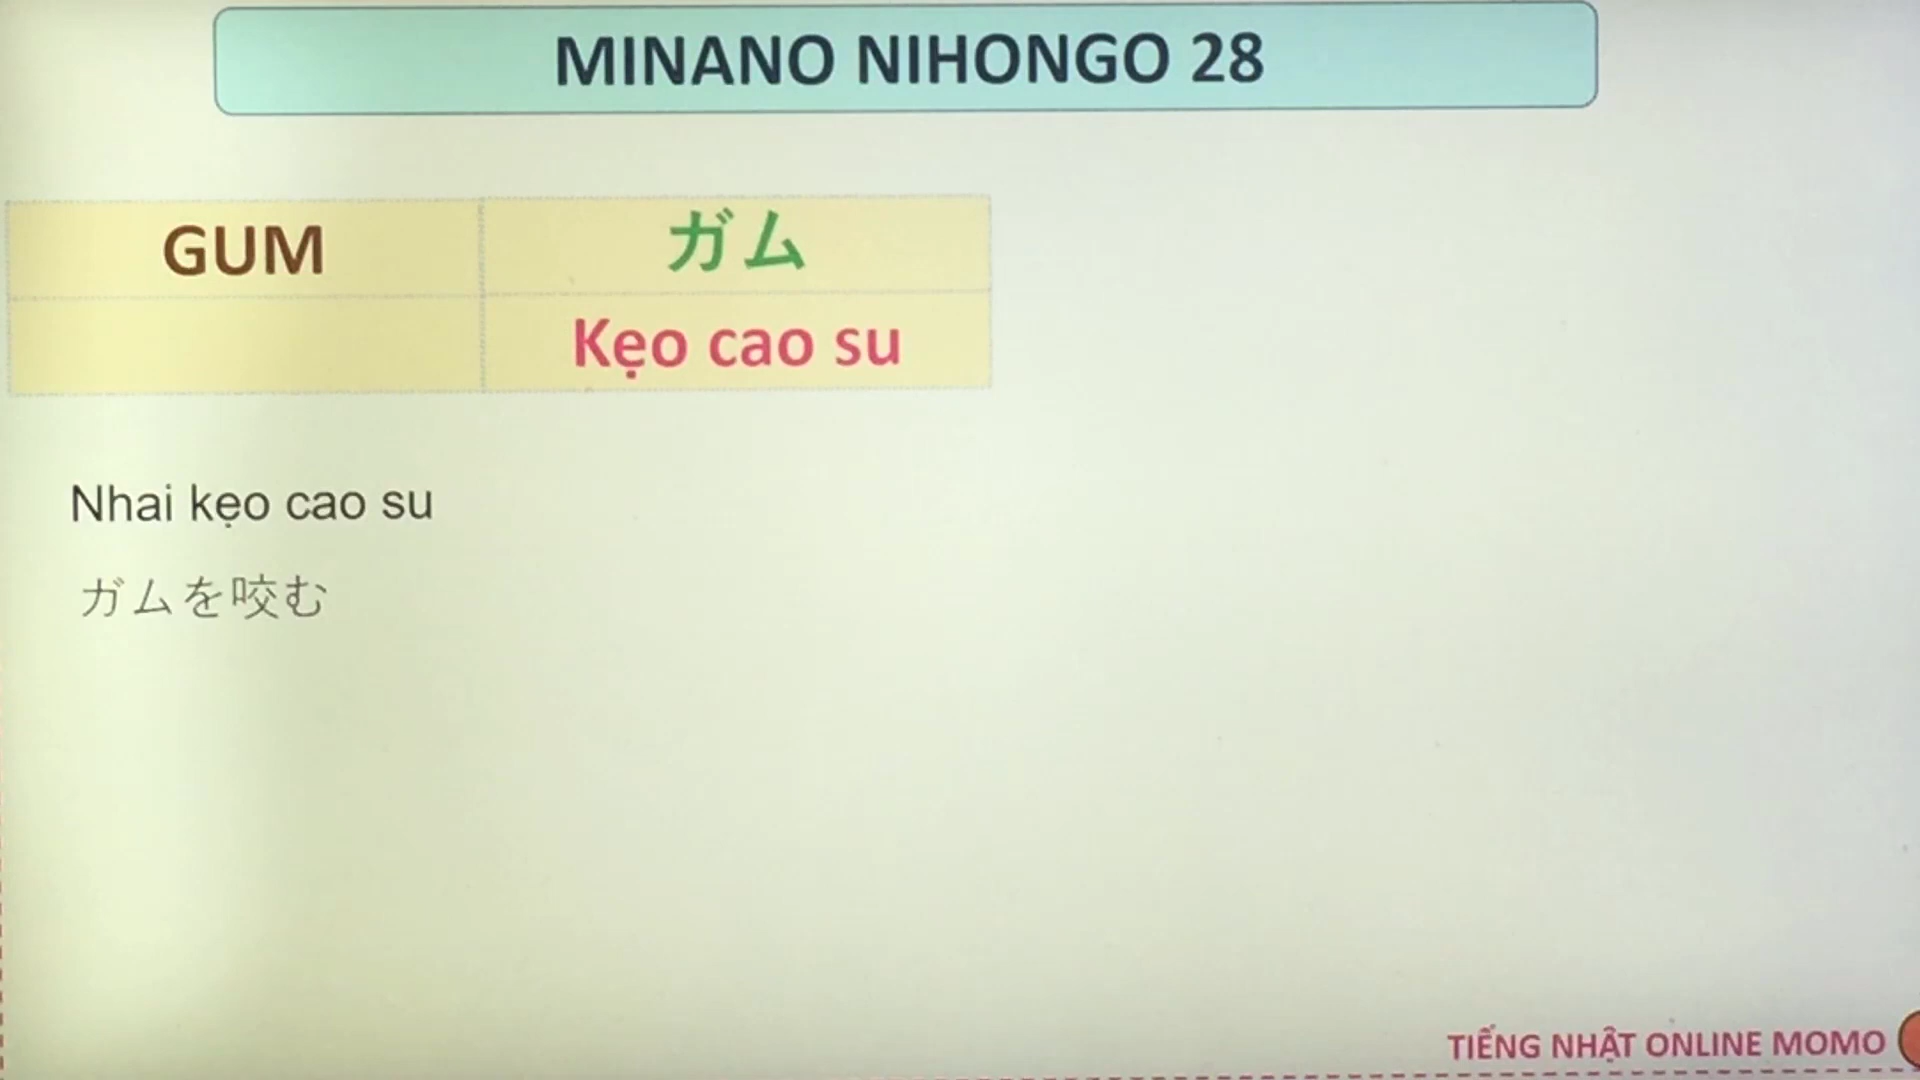 MINANO NIHONGO 28
GUM
ガム
Kẹo cao su
Nhai kẹo cao su
ガムを咬む
TIẾNG NHẬT ONLINE MOMO